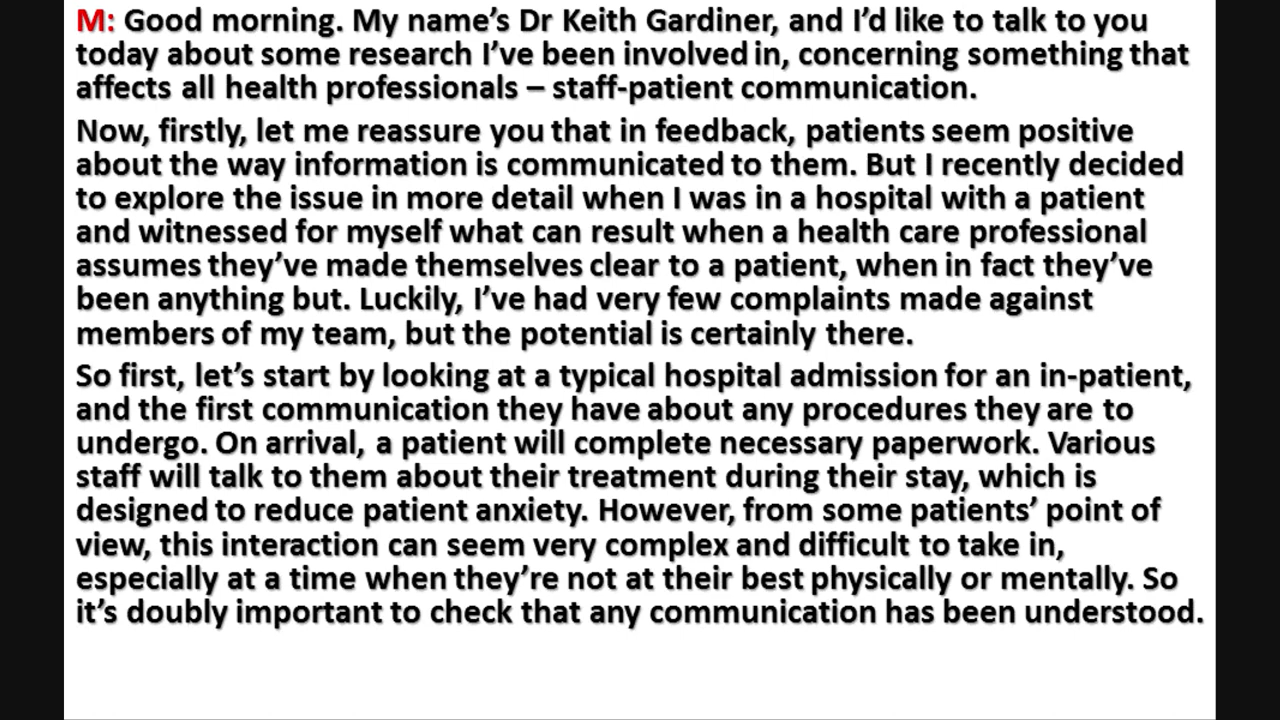 M: Good morning. My name’s Dr Keith Gardiner, and I’d like to talk to you
today about some research I’ve been involved in, concerning something that
affects all health professionals – staff-patient communication.
Now, firstly, let me reassure you that in feedback, patients seem positive
about the way information is communicated to them. But I recently decided
to explore the issue in more detail when I was in a hospital with a patient
and witnessed for myself what can result when a health care professional
assumes they’ve made themselves clear to a patient, when in fact they’ve
been anything but. Luckily, I’ve had very few complaints made against
members of my team, but the potential is certainly there.
So first, let’s start by looking at a typical hospital admission for an in-patient,
and the first communication they have about any procedures they are to
undergo. On arrival, a patient will complete necessary paperwork. Various
staff will talk to them about their treatment during their stay, which is
designed to reduce patient anxiety. However, from some patients’ point of
view, this interaction can seem very complex and difficult to take in,
especially at a time when they’re not at their best physically or mentally. So
it’s doubly important to check that any communication has been understood.